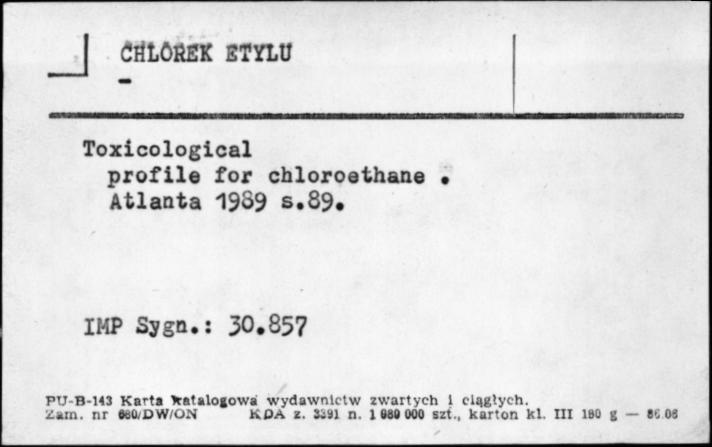 CHLOREK ETYLU
Toxicological
profile for chloroethane .
Atlanta 1989 s.89.
IMP Sygn.: 30.857
PU-B-143 Karta katalogowa wydawnictw zwartych i ciągłych.
Zam. nr 680/DW/ON KDA z. 3391 n. 1 080 000 szt., karton kl. III 180 g — 86.06